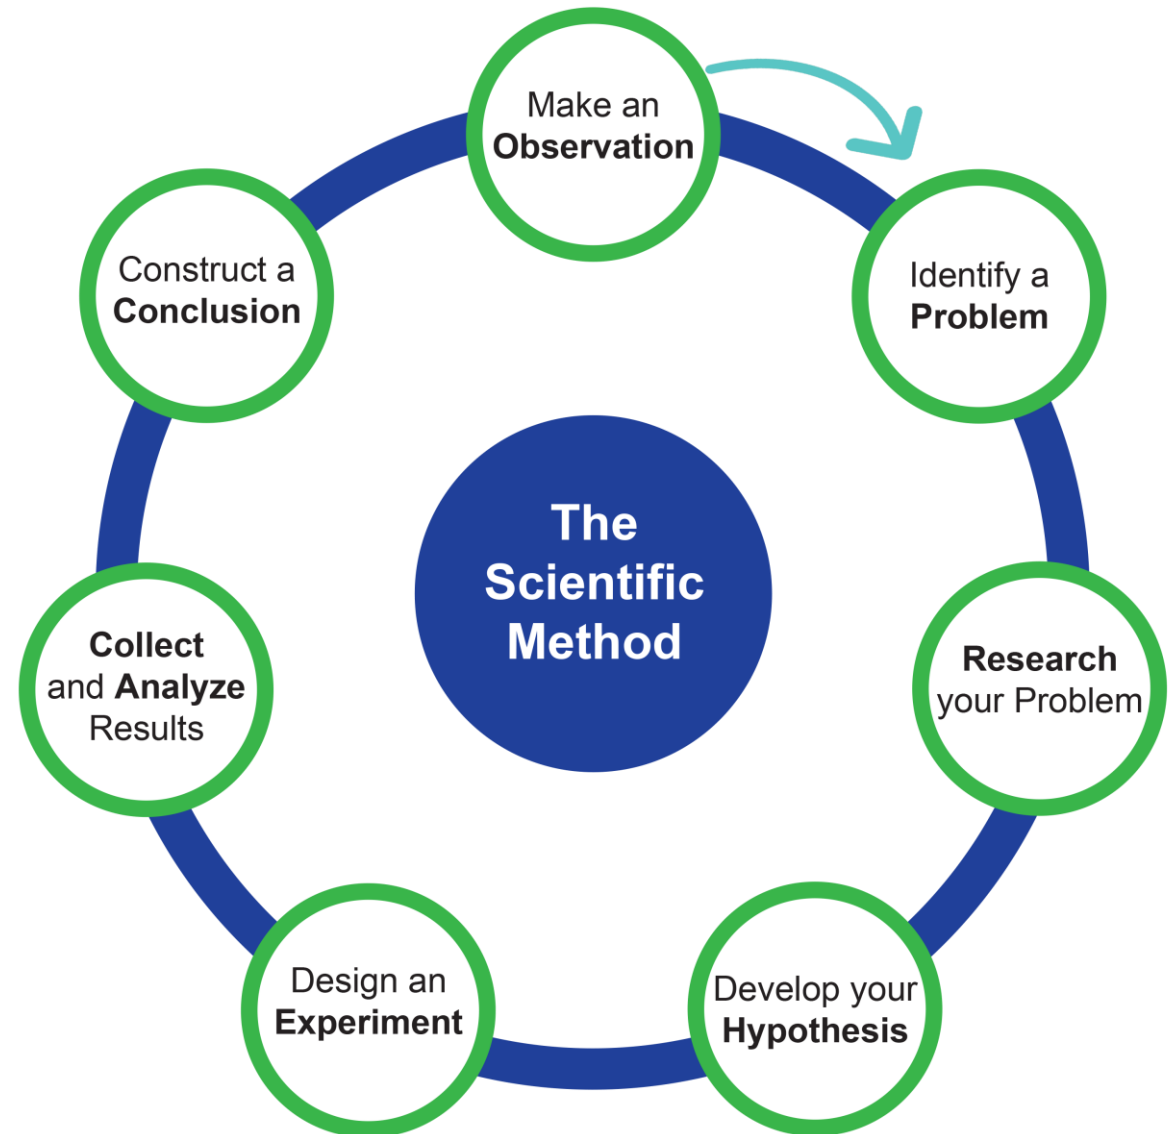 Make an
Observation
Identify a
Problem
Research
your Problem
Develop your
Hypothesis
Design an
Experiment
Collect
and Analyze
Results
Construct a
Conclusion
The
Scientific
Method